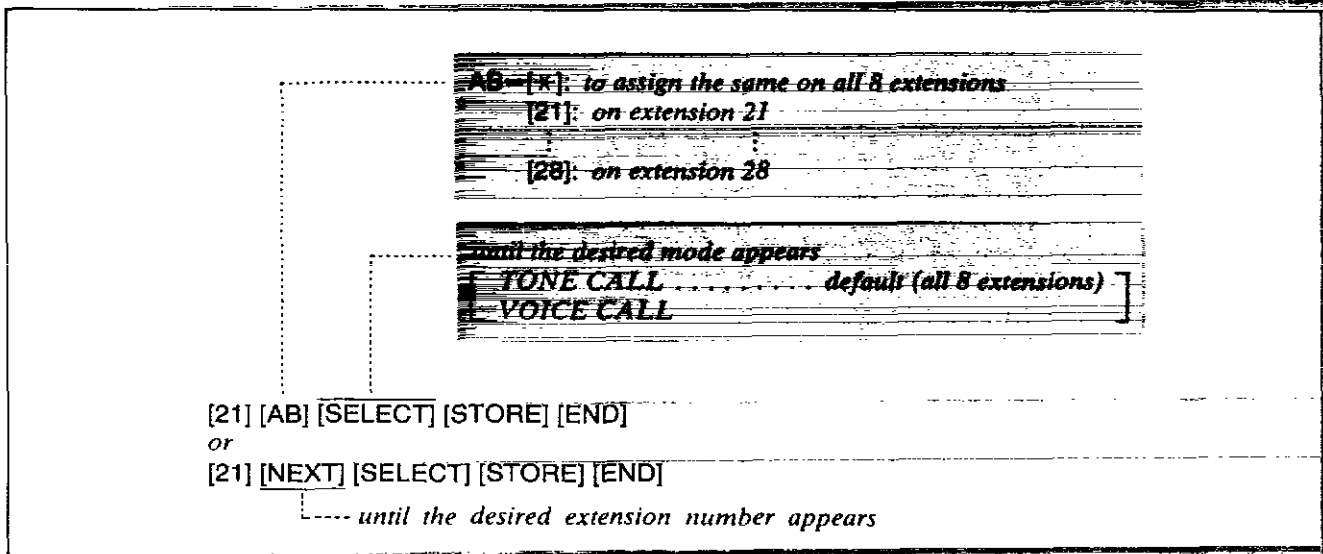 AB=[*]: to assign the same on all 8 extensions
[21]: on extension 21
[28]: on extension 28
until the desired mode appears
TONE CALL ......... default (all 8 extensions)
VOICE CALL
[21] [AB] [SELECT] [STORE] [END]
or
[21] [NEXT] [SELECT] [STORE] [END]
until the desired extension number appears